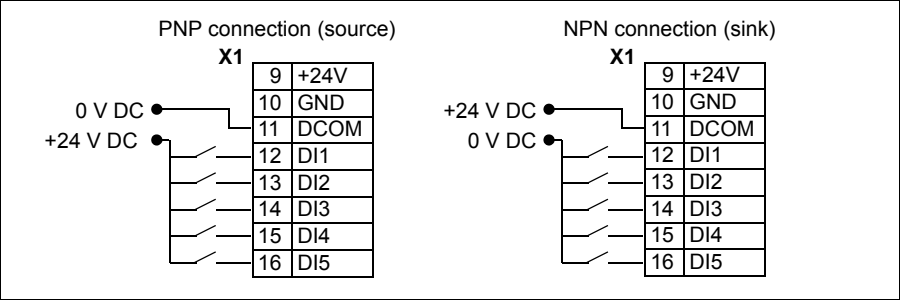 PNP connection (source)
X1
9 +24V
10 GND
0 V DC
11 DCOM
+24 V DC
12 DI1
13 DI2
14 DI3
15 DI4
16 DI5
NPN connection (sink)
X1
9 +24V
10 GND
+24 V DC
11 DCOM
0 V DC
12 DI1
13 DI2
14 DI3
15 DI4
16 DI5